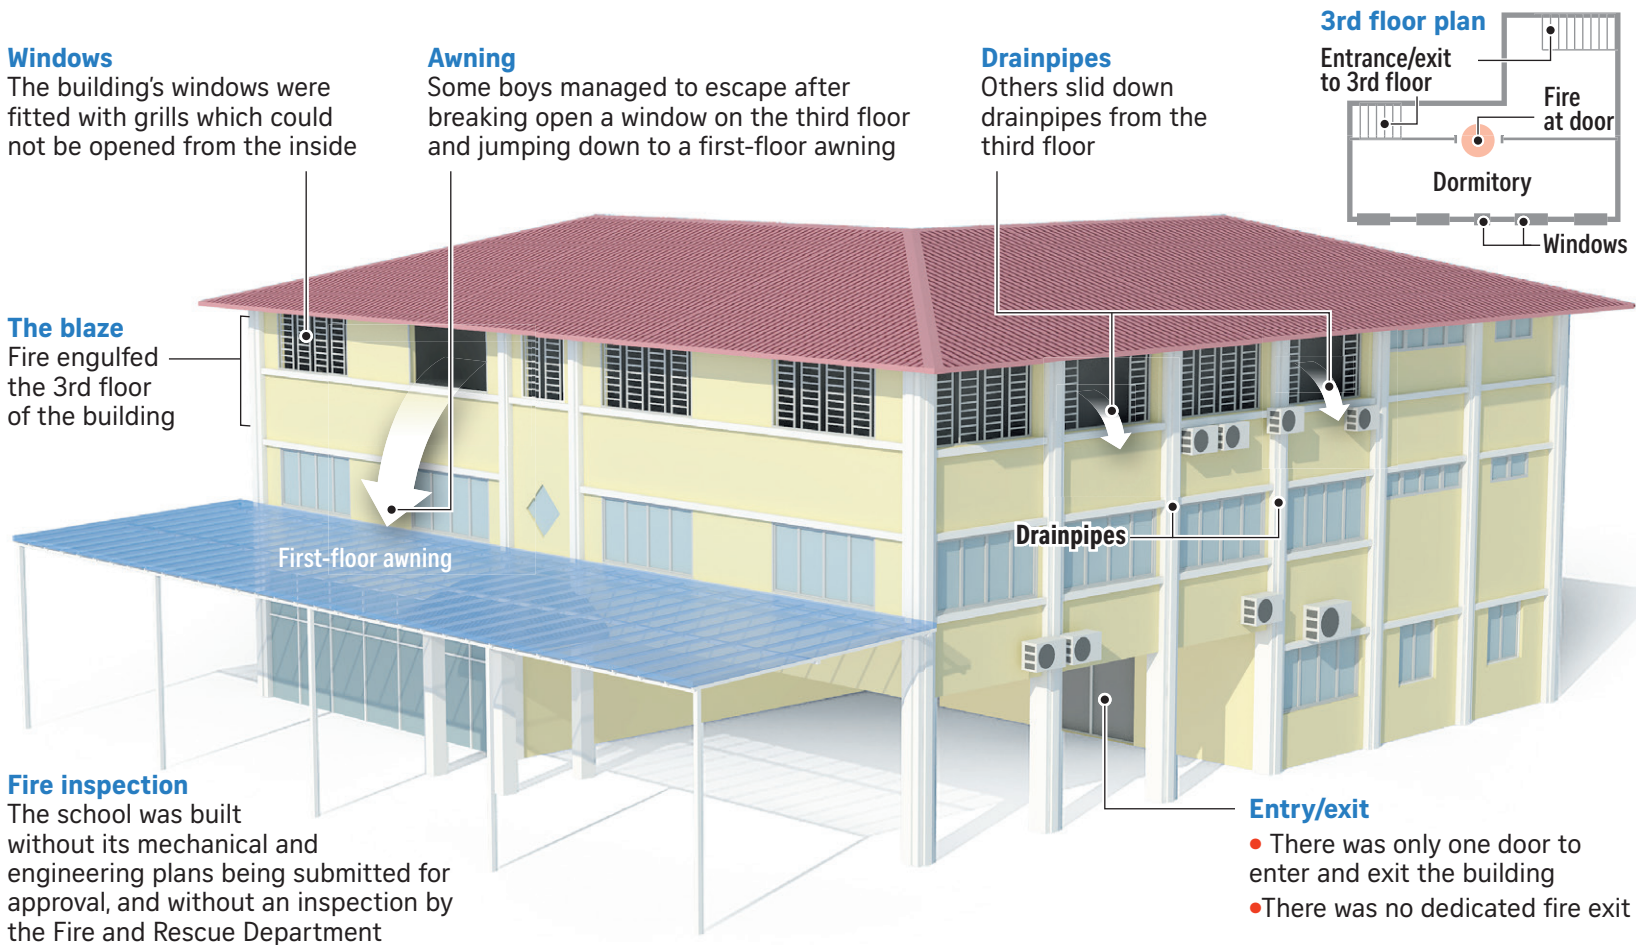 Windows
The building's windows were
fitted with grills which could
not be opened from the inside
Awning
Some boys managed to escape after
breaking open a window on the third floor
and jumping down to a first-floor awning
Drainpipes
Others slid down
drainpipes from the
third floor
3rd floor plan
Entrance/exit
to 3rd floor
Fire
at door
Dormitory
Windows
The blaze
Fire engulfed
the 3rd floor
of the building
Drainpipes
First-floor awning
Fire inspection
The school was built
without its mechanical and
engineering plans being submitted for
approval, and without an inspection by
the Fire and Rescue Department
Entry/exit
• There was only one door to
enter and exit the building
•There was no dedicated fire exit